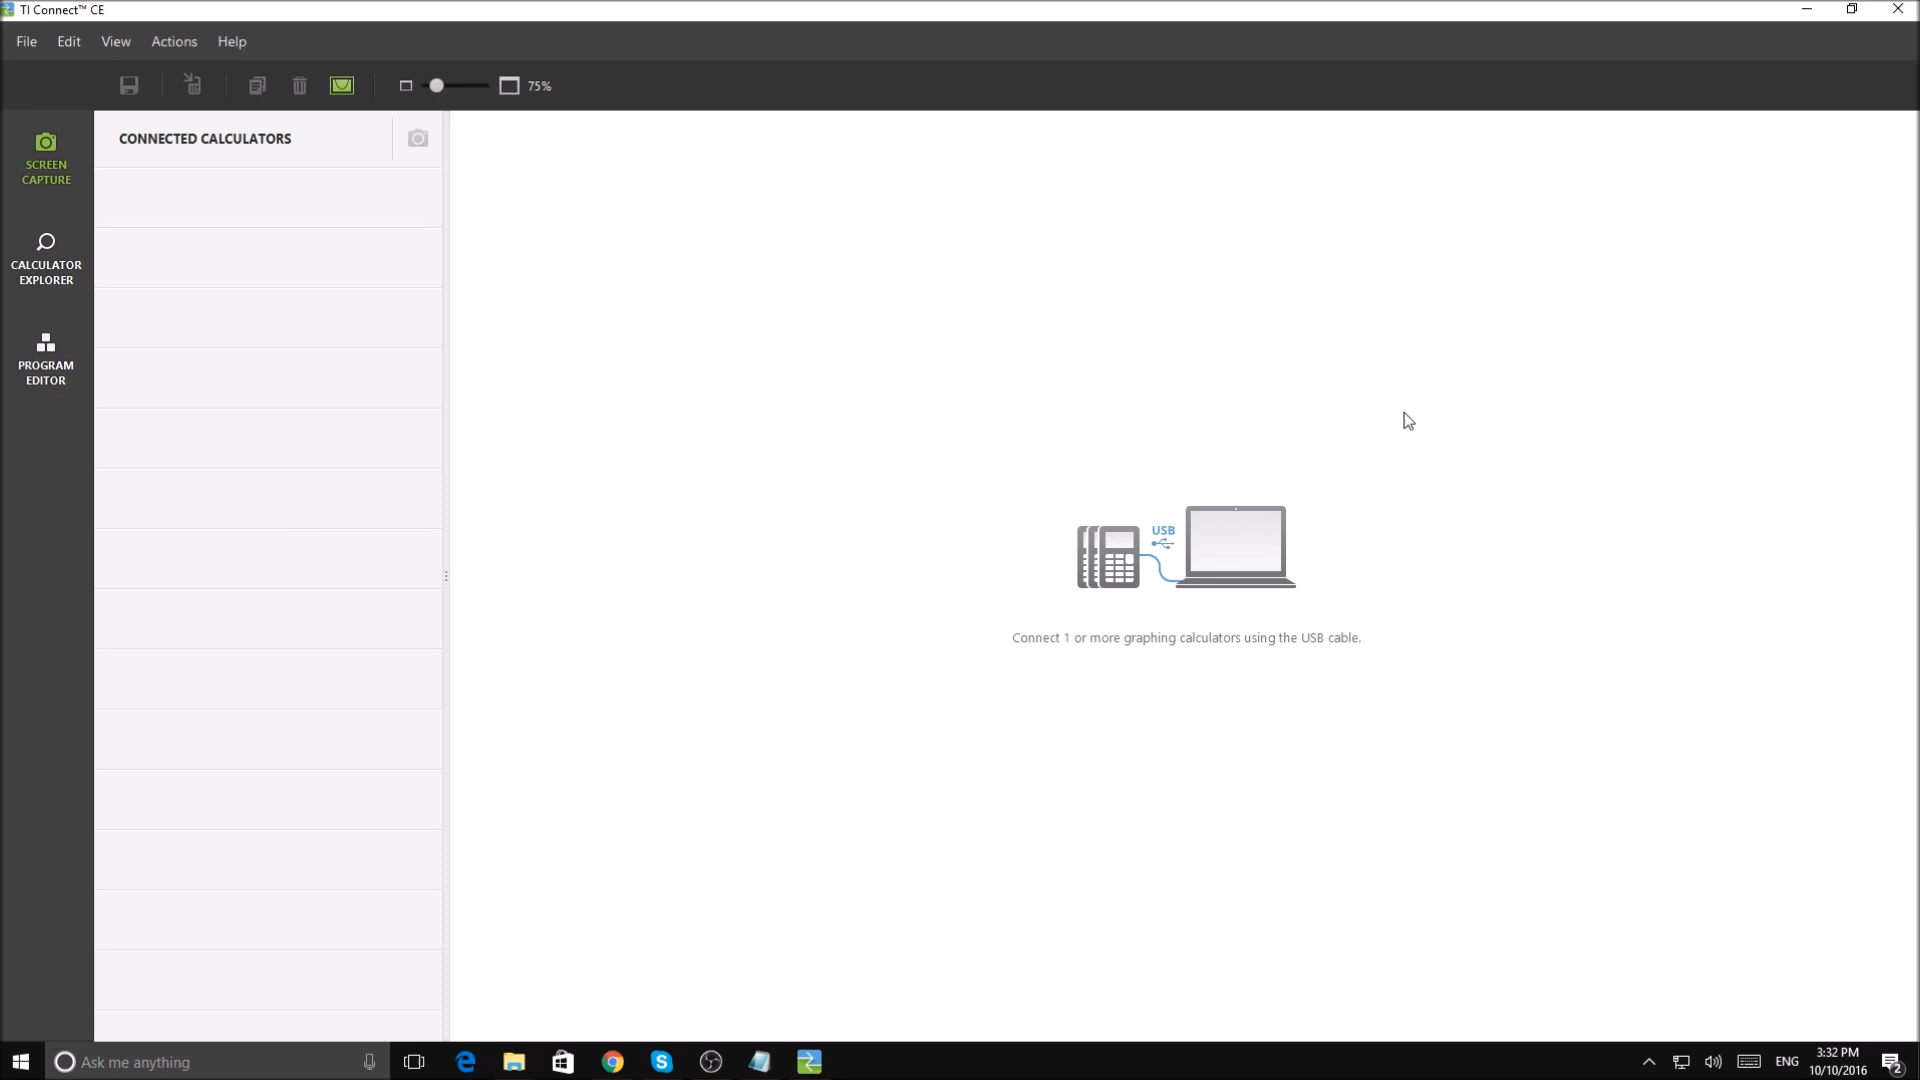 TI Connect™ CE
File Edit View Actions Help
75%
CONNECTED CALCULATORS
SCREEN
CAPTURE
CALCULATOR
EXPLORER
PROGRAM
EDITOR
USB
Connect 1 or more graphing calculators using the USB cable.
Ask me anything
ENG
3:32 PM
10/10/2016
2